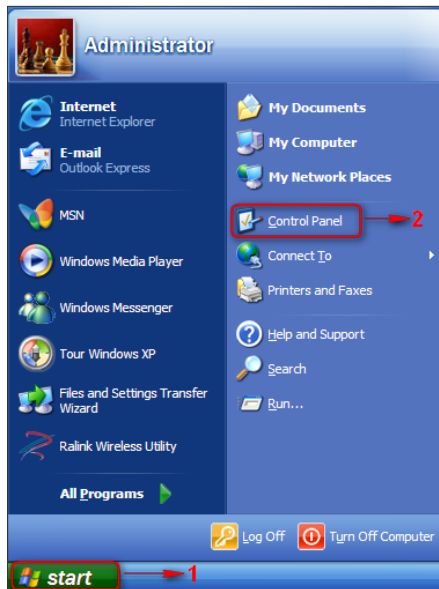 Administrator
Internet
Internet Explorer
E-mail
Outlook Express
MSN
Windows Media Player
Windows Messenger
Tour Windows XP
Files and Settings Transfer
Wizard
Ralink Wireless Utility
All Programs
My Documents
My Computer
My Network Places
Control Panel
2
Connect To
Printers and Faxes
Help and Support
Search
Run...
Log Off
Turn Off Computer
start
1